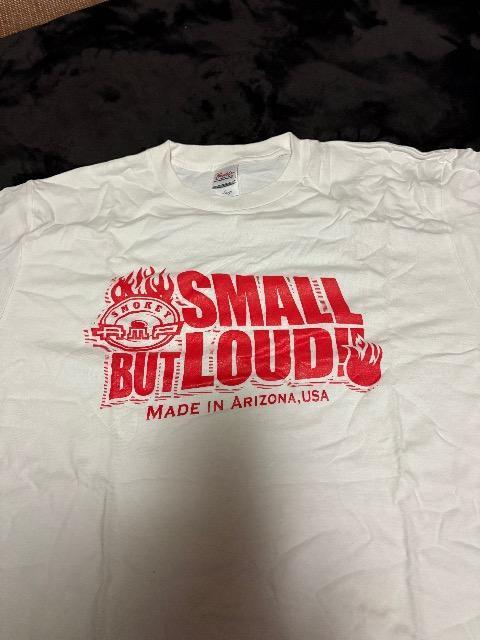 SMOKEY
SMALL
BUT LOUD!!
MADE IN ARIZONA, USA